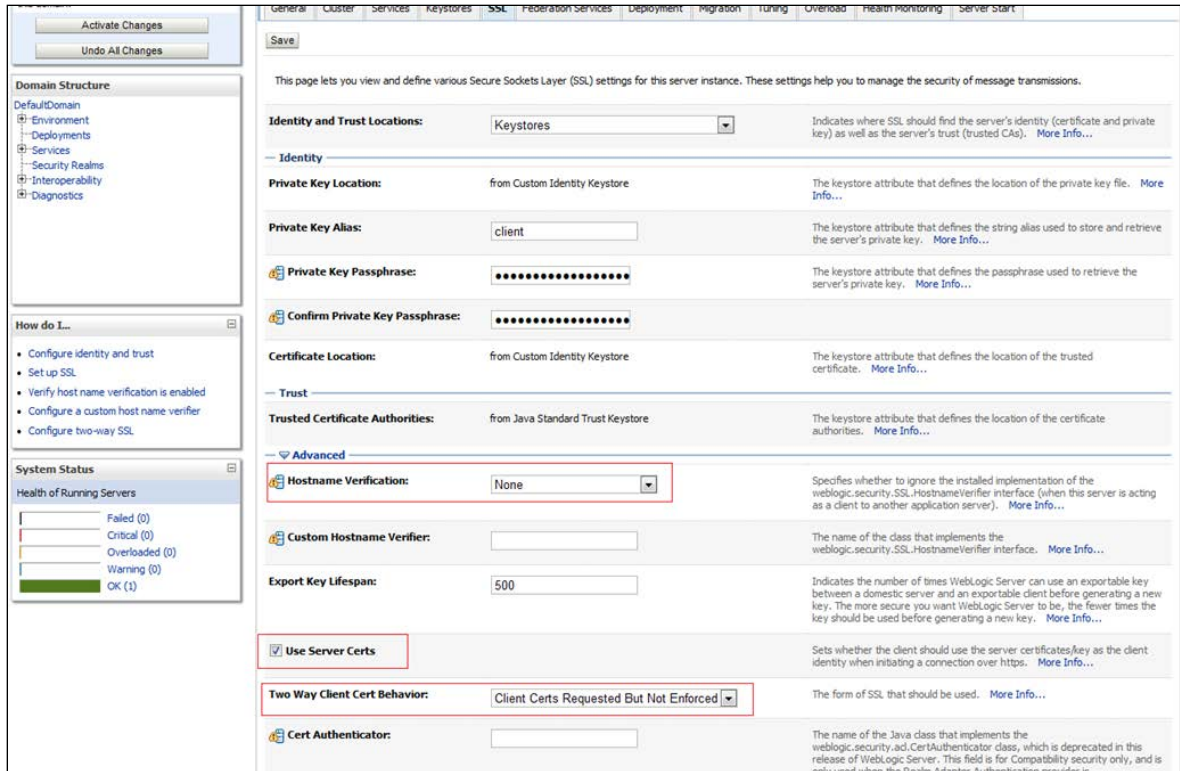 General Cluster Services Keystores SSL Federation Services Deployment Migration Tuning Overload Health Monitoring Server Start
Activate Changes
Undo All Changes
Domain Structure
DefaultDomain
Environment
Deployments
Services
Security Realms
Interoperability
Diagnostics
How do I...
Configure identity and trust
Set up SSL
Verify host name verification is enabled
Configure a custom host name verifier
Configure two-way SSL
System Status
Health of Running Servers
Failed (0)
Critical (0)
Overloaded (0)
Warning (0)
OK (1)
Save
This page lets you view and define various Secure Sockets Layer (SSL) settings for this server instance. These settings help you to manage the security of message transmissions.
Identity and Trust Locations:
Keystores
Indicates where SSL should find the server's identity (certificate and private
key) as well as the server's trust (trusted CAs). More Info...
Identity
Private Key Location:
from Custom Identity Keystore
The keystore attribute that defines the location of the private key file. More
Info...
Private Key Alias:
client
The keystore attribute that defines the string alias used to store and retrieve
the server's private key. More Info...
Private Key Passphrase:
The keystore attribute that defines the passphrase used to retrieve the
server's private key. More Info...
Confirm Private Key Passphrase:
Certificate Location:
from Custom Identity Keystore
The keystore attribute that defines the location of the trusted
certificate. More Info...
Trust
Trusted Certificate Authorities:
from Java Standard Trust Keystore
The keystore attribute that defines the location of the certificate
authorities. More Info...
Advanced
Hostname Verification:
None
Specifies whether to ignore the installed implementation of the
weblogic.security.SSL.HostnameVerifier interface (when this server is acting
as a client to another application server). More Info...
Custom Hostname Verifier:
The name of the class that implements the
weblogic.security.SSL.HostnameVerifier interface. More Info...
Export Key Lifespan:
500
Indicates the number of times WebLogic Server can use an exportable key
between a domestic server and an exportable client before generating a new
key. The more secure you want WebLogic Server to be, the fewer times the
key should be used before generating a new key. More Info...
Use Server Certs
Sets whether the client should use the server certificates/key as the client
identity when initiating a connection over https. More Info...
Two Way Client Cert Behavior:
Client Certs Requested But Not Enforced
The form of SSL that should be used. More Info...
Cert Authenticator:
The name of the Java class that implements the
weblogic.security.acl.CertAuthenticator class, which is deprecated in this
release of WebLogic Server. This field is for Compatibility security only, and is
only used when the Realm Adapter Authentication provider is